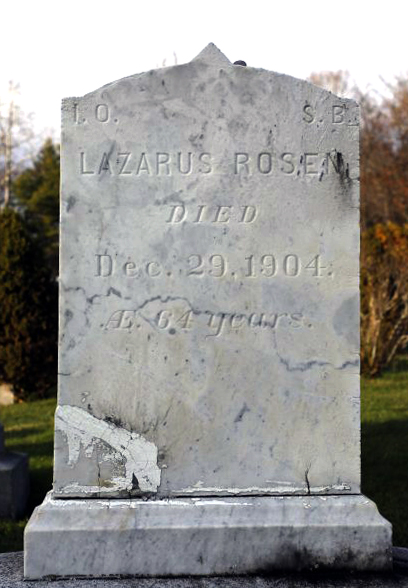 I.O. S.B.
LAZARUS ROSEN
DIED
Dec. 29, 1904.
Æ. 64 years.